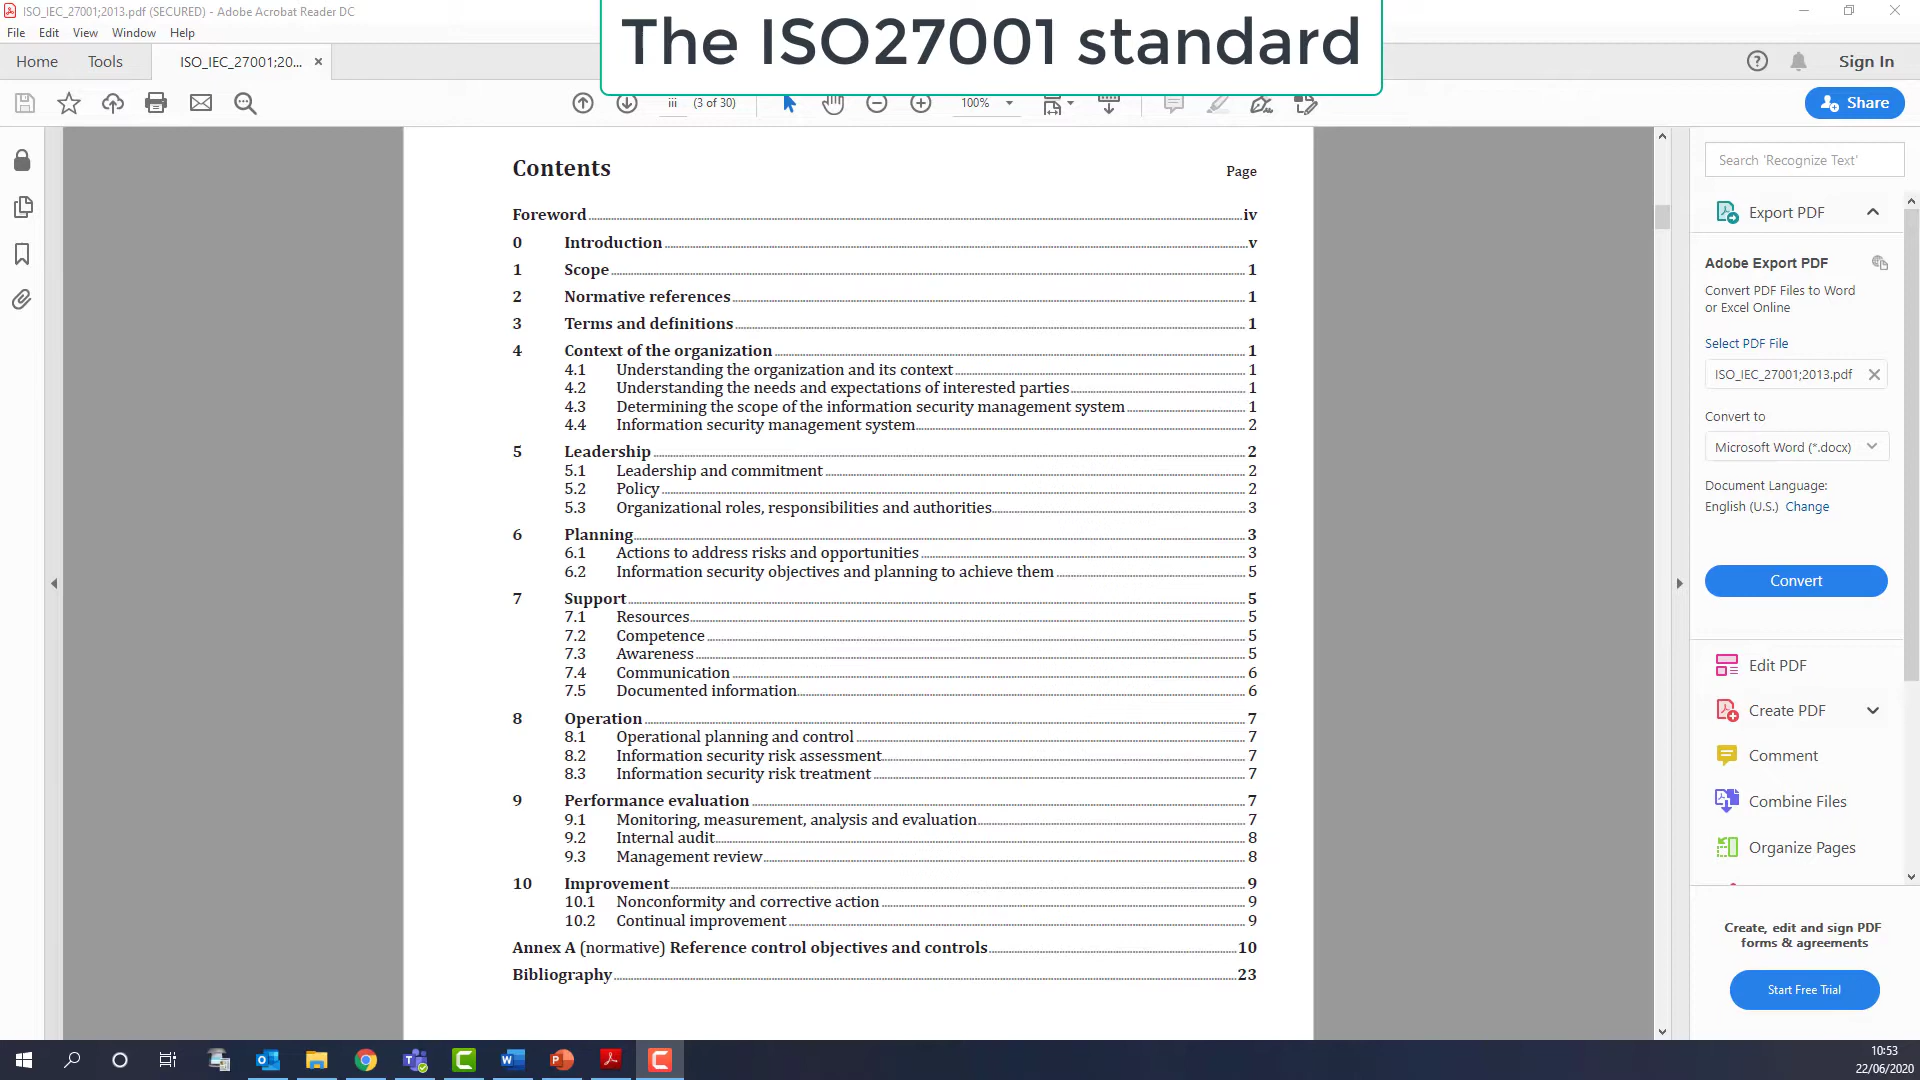 ISO_IEC_27001;2013.pdf (SECURED) - Adobe Acrobat Reader DC
The ISO27001 standard
File Edit View Window Help
Home Tools ISO_IEC_27001;20... × Sign In
iii (3 of 30) 100% Share
Contents Page
Foreword iv
0 Introduction v
1 Scope 1
2 Normative references 1
3 Terms and definitions 1
4 Context of the organization 1
4.1 Understanding the organization and its context 1
4.2 Understanding the needs and expectations of interested parties 1
4.3 Determining the scope of the information security management system 1
4.4 Information security management system 2
5 Leadership 2
5.1 Leadership and commitment 2
5.2 Policy 2
5.3 Organizational roles, responsibilities and authorities 3
6 Planning 3
6.1 Actions to address risks and opportunities 3
6.2 Information security objectives and planning to achieve them 5
7 Support 5
7.1 Resources 5
7.2 Competence 5
7.3 Awareness 5
7.4 Communication 6
7.5 Documented information 6
8 Operation 7
8.1 Operational planning and control 7
8.2 Information security risk assessment 7
8.3 Information security risk treatment 7
9 Performance evaluation 7
9.1 Monitoring, measurement, analysis and evaluation 7
9.2 Internal audit 8
9.3 Management review 8
10 Improvement 9
10.1 Nonconformity and corrective action 9
10.2 Continual improvement 9
Annex A (normative) Reference control objectives and controls 10
Bibliography 23
Search 'Recognize Text'
Export PDF
Adobe Export PDF
Convert PDF Files to Word
or Excel Online
Select PDF File
ISO_IEC_27001;2013.pdf
Convert to
Microsoft Word (*.docx)
Document Language:
English (U.S.) Change
Convert
Edit PDF
Create PDF
Comment
Combine Files
Organize Pages
Create, edit and sign PDF
forms & agreements
Start Free Trial
10:53
22/06/2020